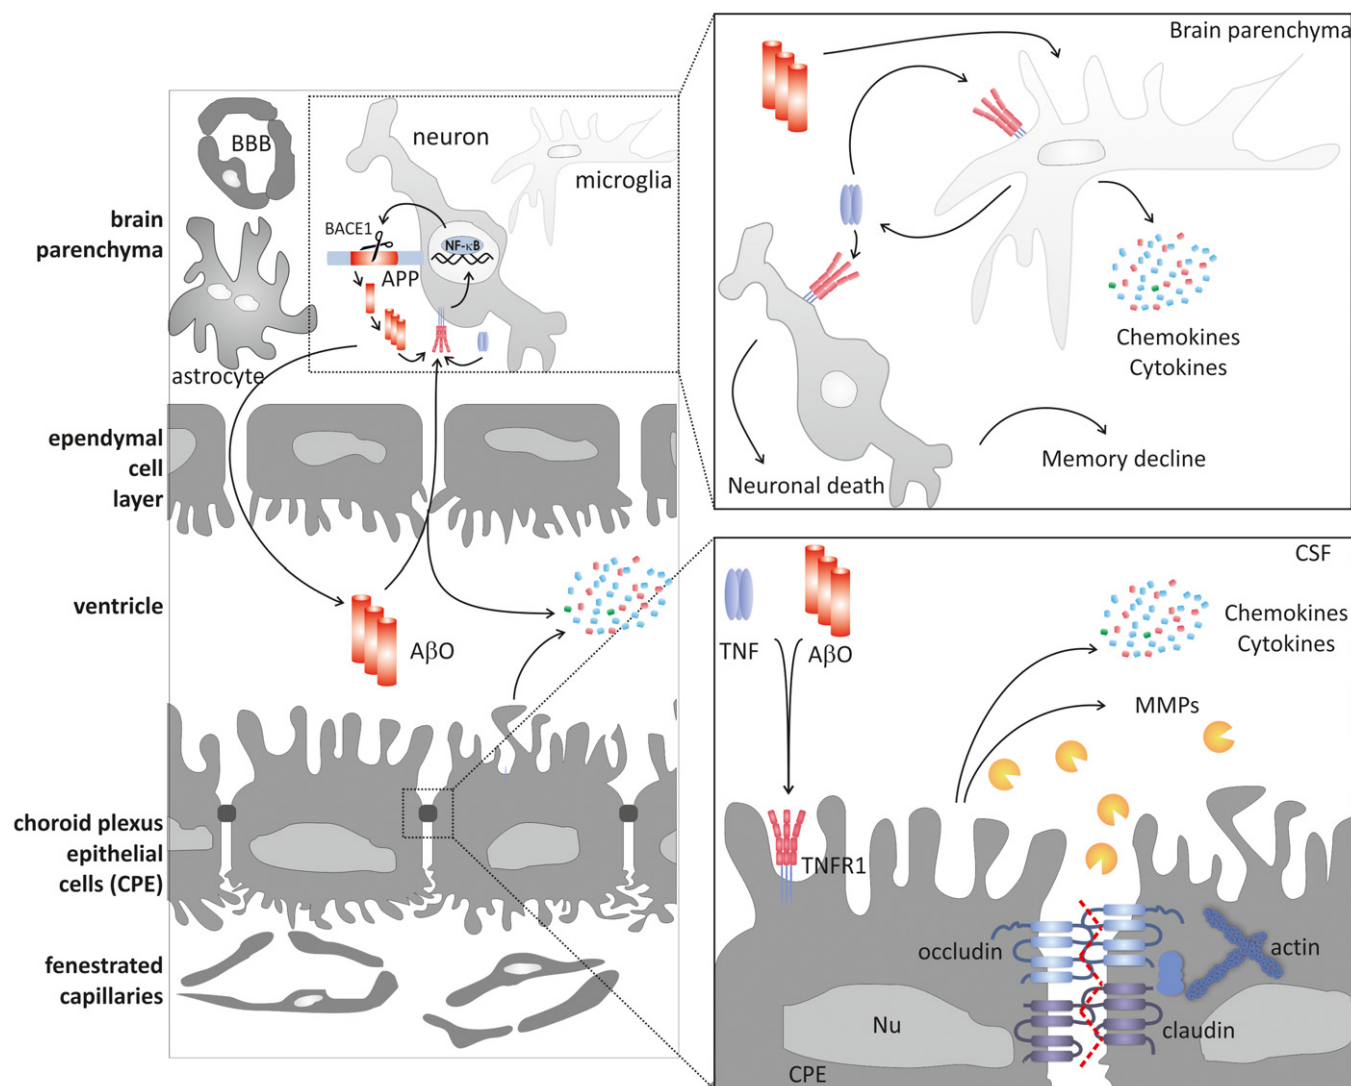 BBB
neuron
microglia
brain
parenchyma
BACE1
NF-κB
APP
astrocyte
ependymal
cell
layer
ventricle
AβO
choroid plexus
epithelial
cells (CPE)
fenestrated
capillaries
Brain parenchyma
Chemokines
Cytokines
Memory decline
Neuronal death
CSF
TNF
AβO
Chemokines
Cytokines
MMPs
TNFR1
occludin
actin
Nu
claudin
CPE